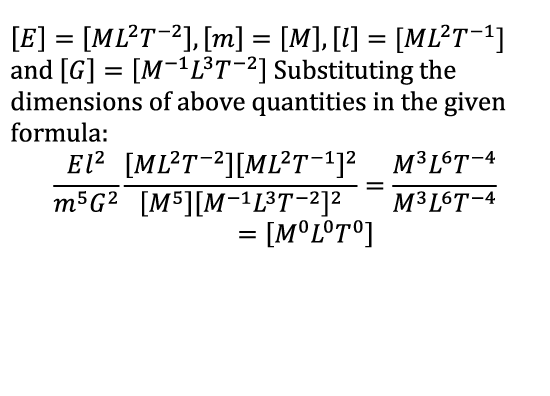 [E] = [ML²T⁻²], [m] = [M], [l] = [ML²T⁻¹]
and [G] = [M⁻¹L³T⁻²] Substituting the
dimensions of above quantities in the given
formula:
El²/m⁵G² [ML²T⁻²][ML²T⁻¹]²/[M⁵][M⁻¹L³T⁻²]² = M³L⁶T⁻⁴/M³L⁶T⁻⁴
= [M⁰L⁰T⁰]